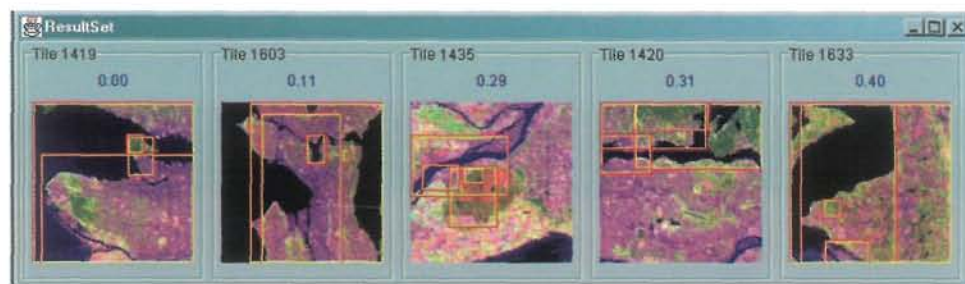 ResultSet
Tile 1419
Tile 1603
Tile 1435
Tile 1420
Tile 1633
0.00
0.11
0.29
0.31
0.40